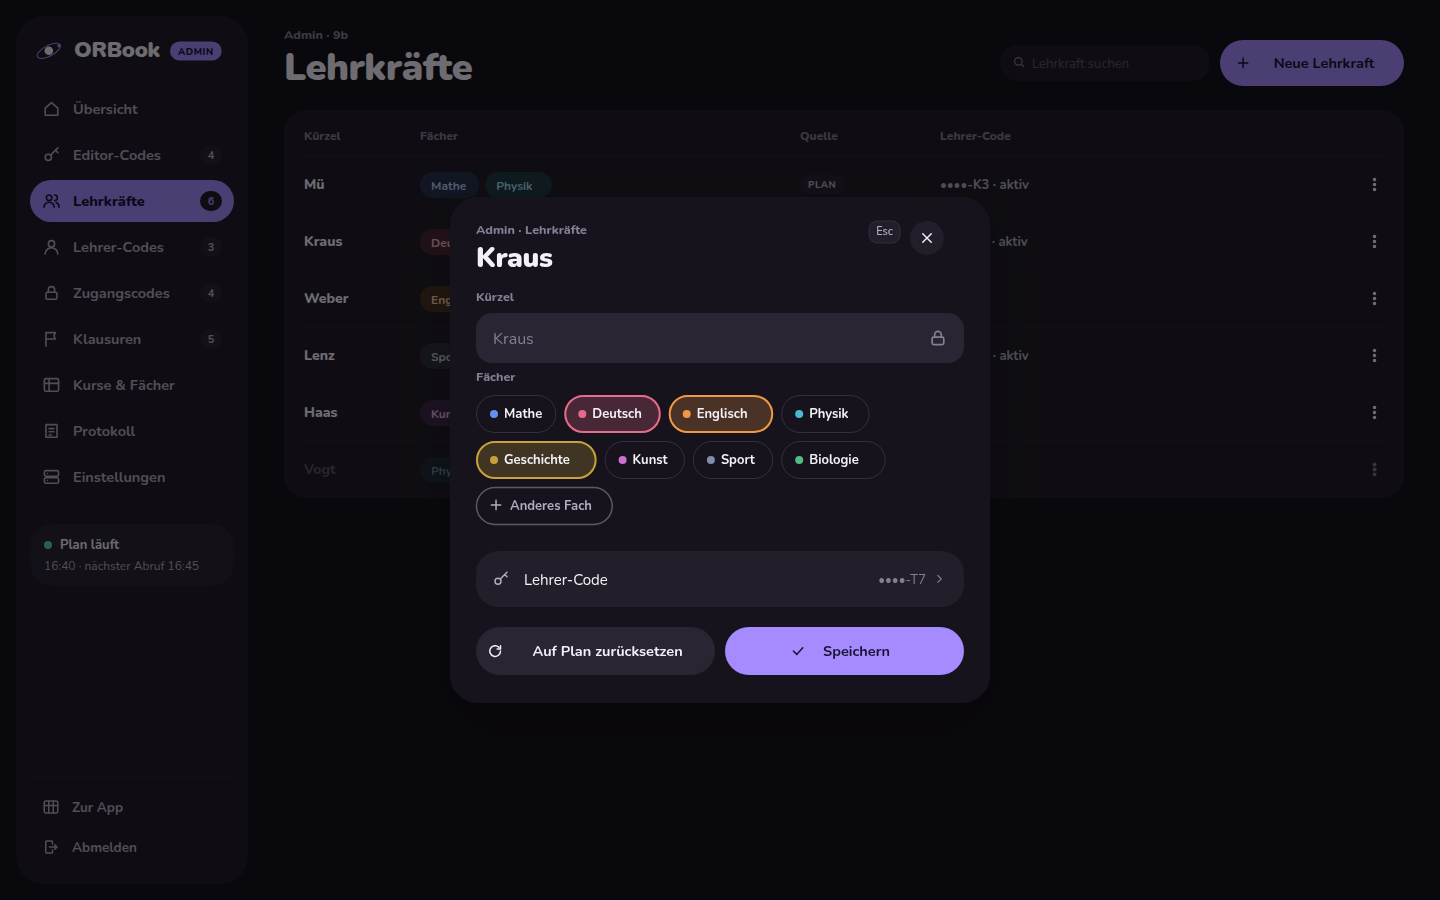 ORBook ADMIN
Übersicht
Editor-Codes 4
Lehrkräfte 6
Lehrer-Codes 3
Zugangscodes 4
Klausuren 5
Kurse & Fächer
Protokoll
Einstellungen
Plan läuft
16:40 · nächster Abruf 16:45
Zur App
Abmelden
Admin · 9b
Lehrkräfte
Lehrkraft suchen
Neue Lehrkraft
Kürzel Fächer Quelle Lehrer-Code
Mü Mathe Physik PLAN ••••-K3 · aktiv
Kraus · aktiv
Weber
Lenz · aktiv
Haas
Vogt
Admin · Lehrkräfte
Esc
Kraus
Kürzel
Kraus
Fächer
Mathe Deutsch Englisch Physik
Geschichte Kunst Sport Biologie
Anderes Fach
Lehrer-Code ••••-T7
Auf Plan zurücksetzen Speichern